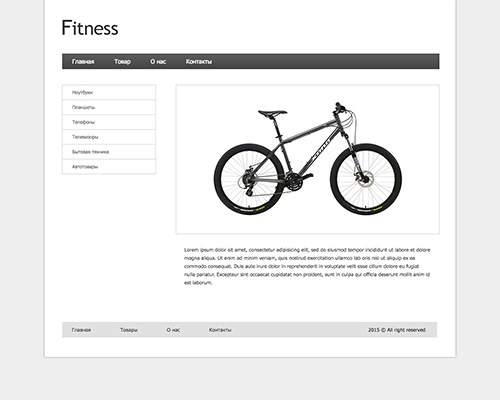 Fitness
Главная Товар О нас Контакты
Ноутбуки
Планшеты
Телефоны
Телевизоры
Бытовая техника
Автотовары
Lorem ipsum dolor sit amet, consectetur adipisicing elit, sed do eiusmod tempor incididunt ut labore et dolore
magna aliqua. Ut enim ad minim veniam, quis nostrud exercitation ullamco lab oris nisi ut aliquip ex ea
commodo consequat. Duis aute irure dolor in reprehenderit in voluptate velit esse cillum dolore eu fugiat
nulla pariatur. Excepteur sint occaecat cupidatat non proident, sunt in culpa qui officia deserunt mollit anim id
est laborum.
Главная Товары О нас Контакты 2015 © All right reserved